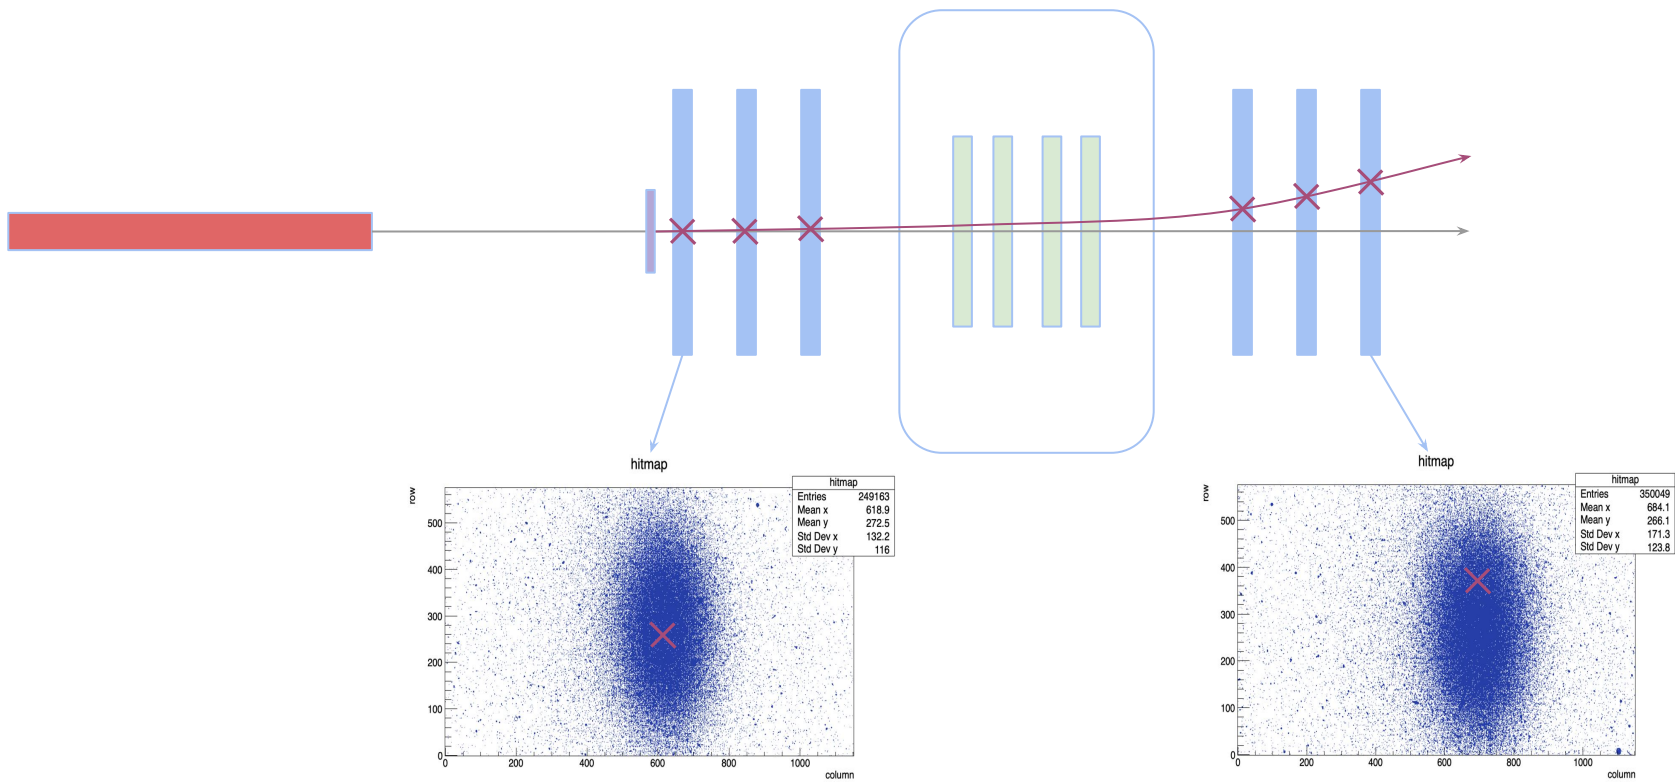 hitmap
row
hitmap
Entries 249163
Mean x 618.9
Mean y 272.5
Std Dev x 132.2
Std Dev y 116
500
400
300
200
100
0
0 200 400 600 800 1000
column
hitmap
row
hitmap
Entries 350049
Mean x 684.1
Mean y 266.1
Std Dev x 171.3
Std Dev y 123.8
500
400
300
200
100
0
0 200 400 600 800 1000
column